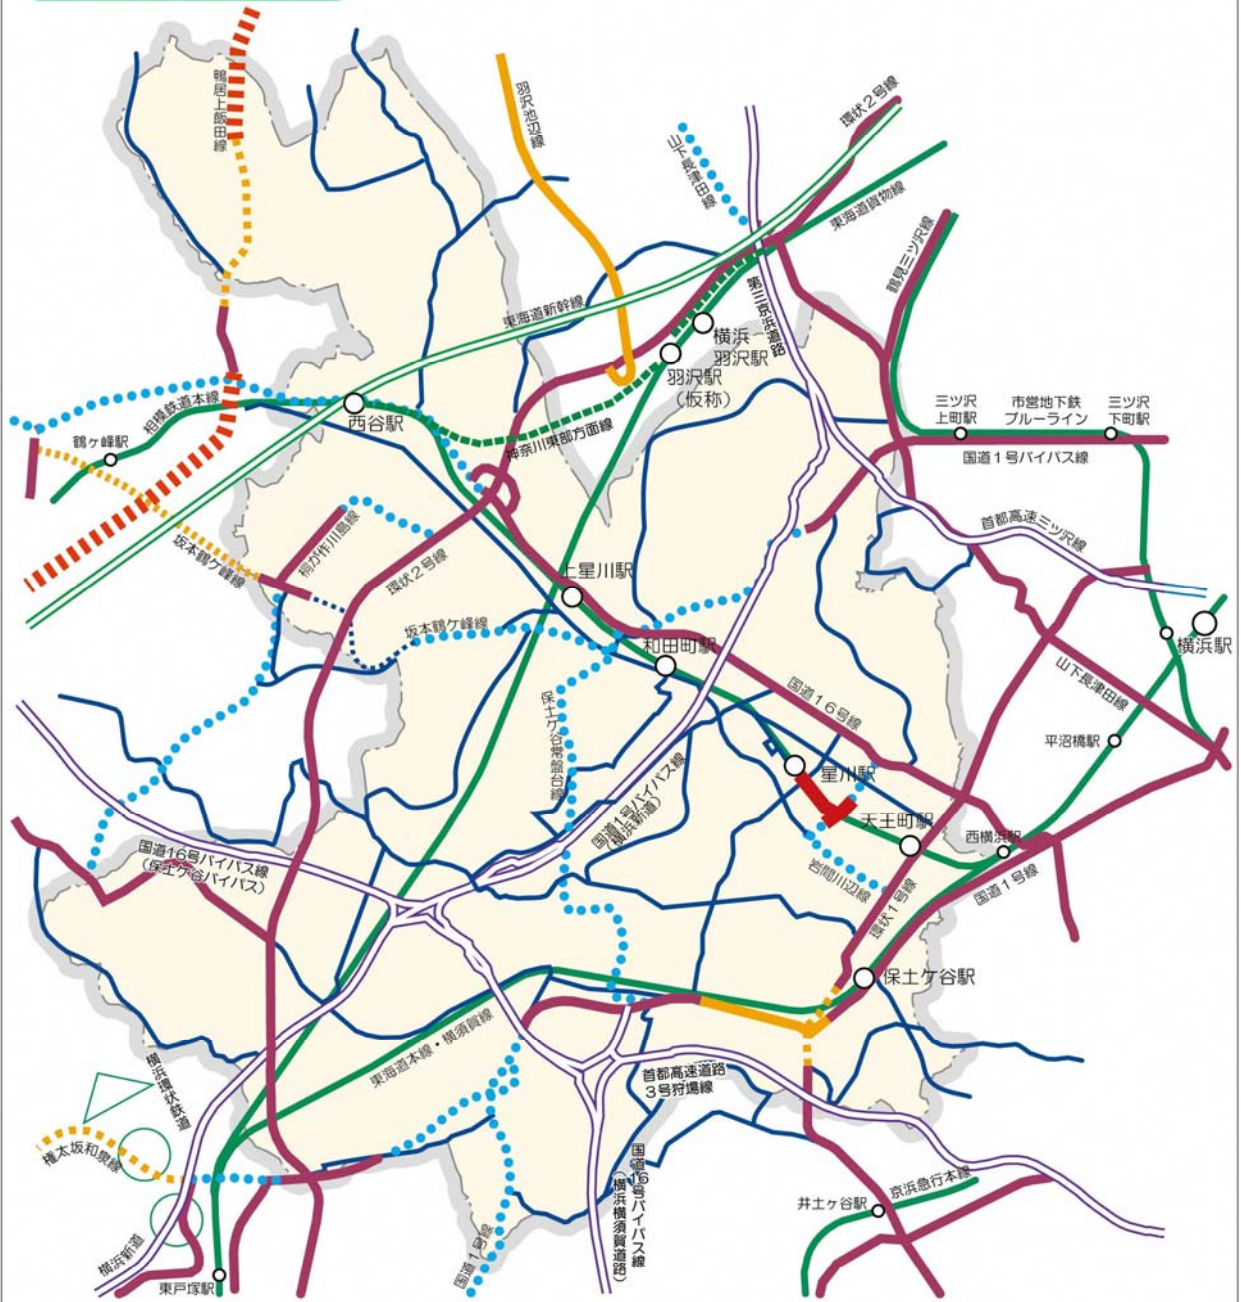 鴨居上飯田線
羽沢池辺線
環状2号線
山下長津田線
東海道貨物線
鶴見三ツ沢線
東海道新幹線
第三京浜道路
横浜
羽沢駅
羽沢駅
(仮称)
相模鉄道本線
西谷駅
鶴ヶ峰駅
神奈川東部方面線
三ツ沢
上町駅
市営地下鉄
ブルーライン
三ツ沢
下町駅
国道1号バイパス線
首都高速三ツ沢線
坂本鶴ケ峰線
桐が作川島線
環状2号線
上星川駅
坂本鶴ケ峰線
和田町駅
横浜駅
国道16号線
山下長津田線
保土ケ谷常盤台線
平沼橋駅
国道1号バイパス線
(横浜新道)
星川駅
天王町駅
西横浜駅
国道16号バイパス線
(保土ケ谷バイパス)
岩間川辺線
環状1号線
国道1号線
保土ケ谷駅
東海道本線・横須賀線
横浜環状鉄道
首都高速道路
3号狩場線
権太坂和泉線
国道16号バイパス線
(横浜横須賀道路)
京浜急行本線
井土ヶ谷駅
国道1号線
横浜新道
東戸塚駅